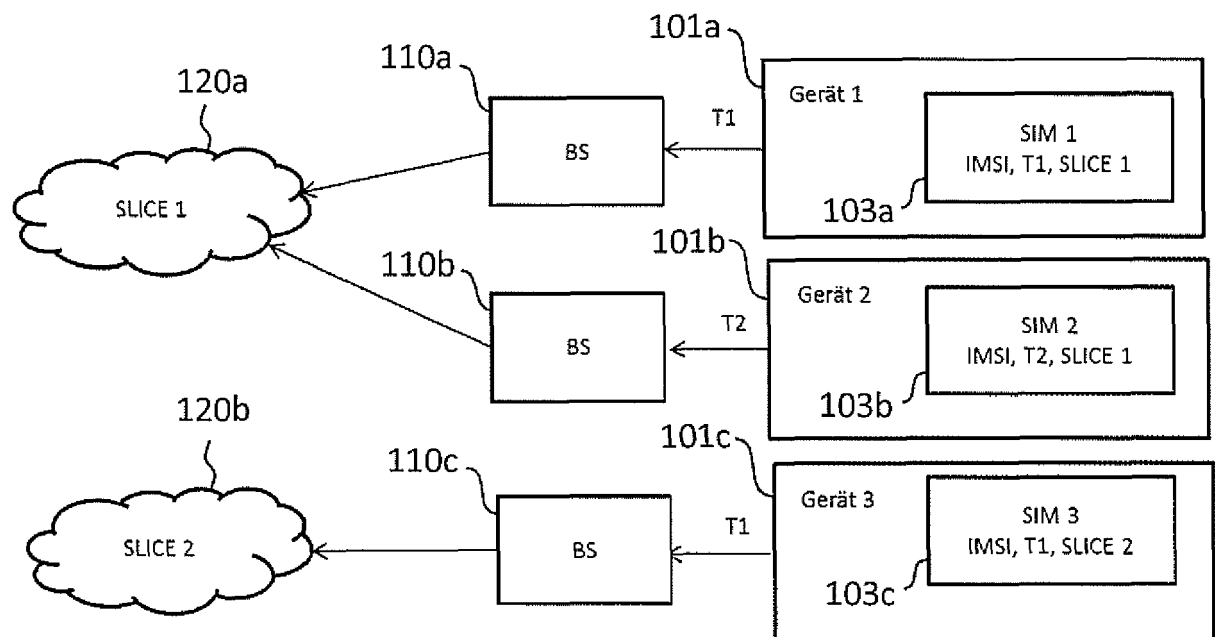 101a
110a
120a
Gerät 1
T1
SIM 1
BS
IMSI, T1, SLICE 1
SLICE 1
103a
101b
110b
Gerät 2
T2
SIM 2
BS
IMSI, T2, SLICE 1
120b
103b
101c
110c
Gerät 3
T1
SIM 3
SLICE 2
BS
IMSI, T1, SLICE 2
103c